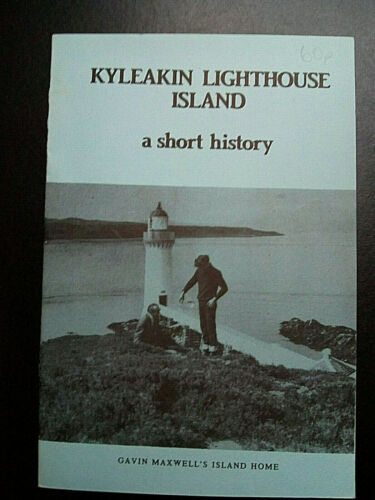 60p
KYLEAKIN LIGHTHOUSE
ISLAND
a short history
GAVIN MAXWELL'S ISLAND HOME